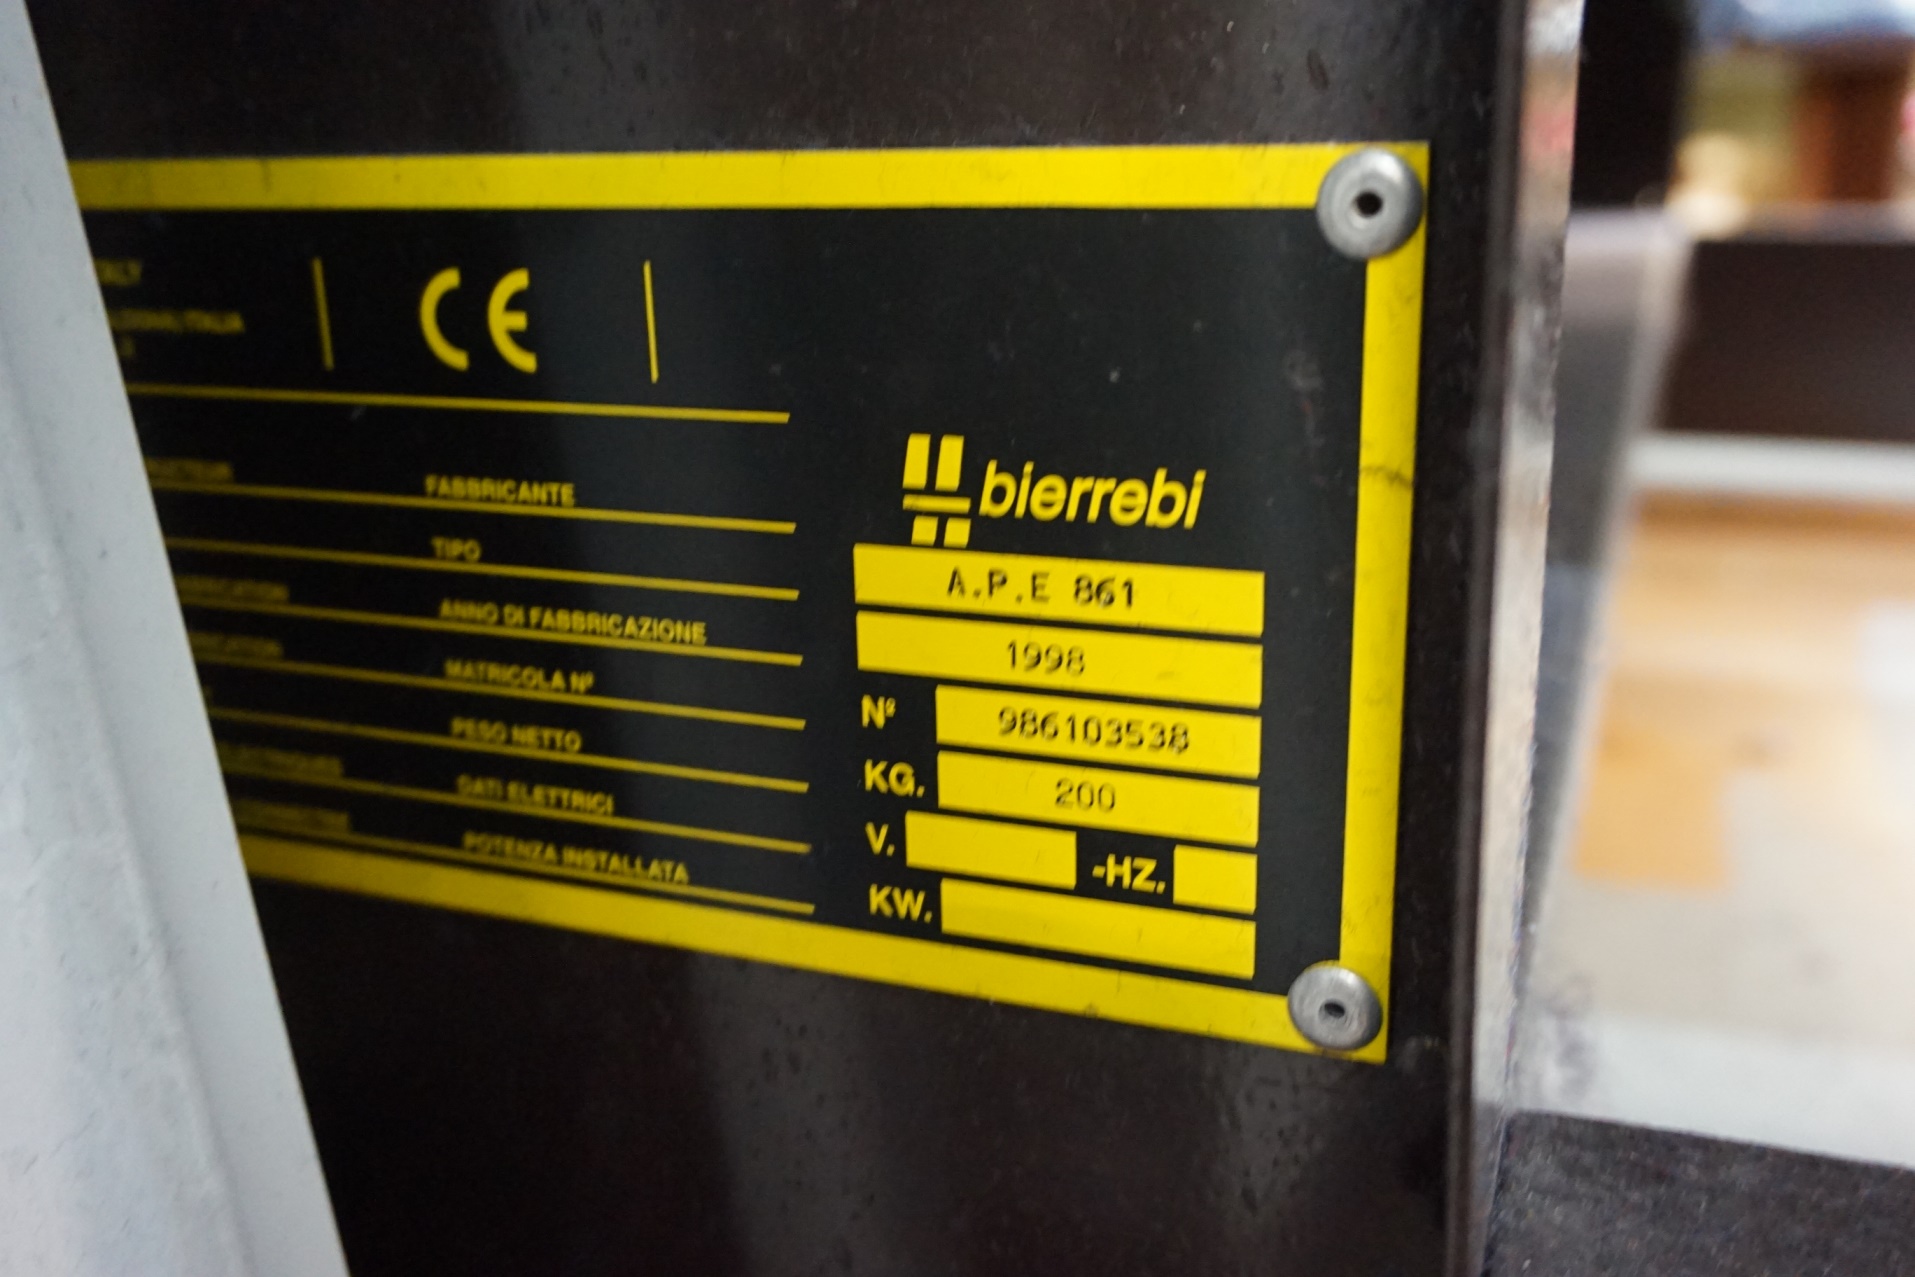 CE
bierrebi
FABBRICANTE
TIPO A.P.E 861
ANNO DI FABBRICAZIONE 1998
MATRICOLA Nº Nº 986103538
PESO NETTO KG. 200
DATI ELETTRICI V. -HZ.
POTENZA INSTALLATA KW.